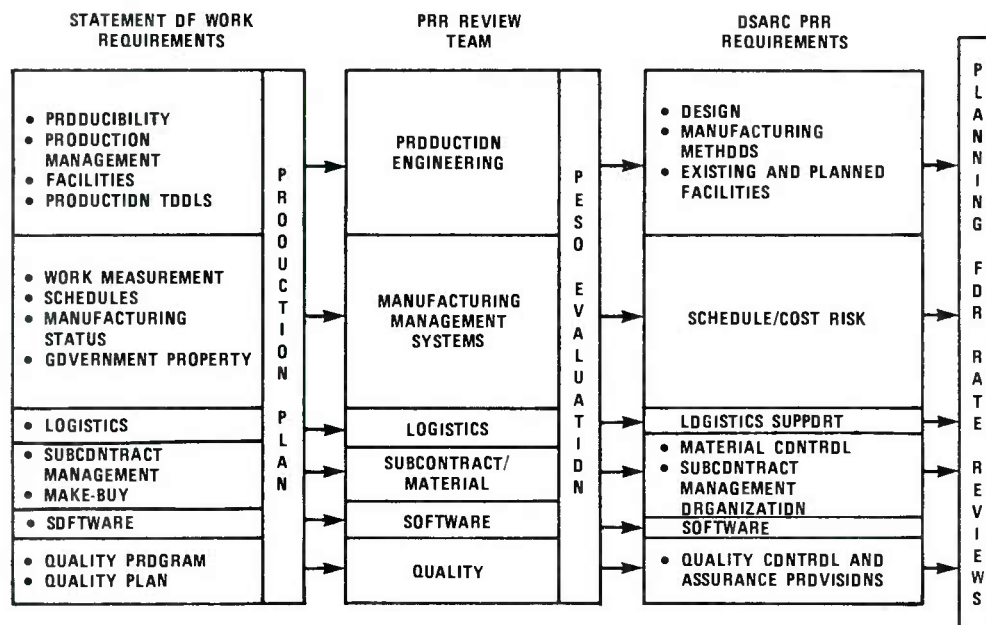 STATEMENT OF WORK
REQUIREMENTS
PRR REVIEW
TEAM
DSARC PRR
REQUIREMENTS
• PRODUCIBILITY
• PRODUCTION
MANAGEMENT
• FACILITIES
• PRODUCTION TOOLS
• WORK MEASUREMENT
• SCHEDULES
• MANUFACTURING
STATUS
• GOVERNMENT PROPERTY
• LOGISTICS
• SUBCONTRACT
MANAGEMENT
• MAKE-BUY
• SOFTWARE
• QUALITY PROGRAM
• QUALITY PLAN
PRODUCTION PLAN
PRODUCTION
ENGINEERING
MANUFACTURING
MANAGEMENT
SYSTEMS
LOGISTICS
SUBCONTRACT/
MATERIAL
SOFTWARE
QUALITY
PESO EVALUATION
• DESIGN
• MANUFACTURING
METHODS
• EXISTING AND PLANNED
FACILITIES
SCHEDULE/COST RISK
LOGISTICS SUPPORT
• MATERIAL CONTROL
• SUBCONTRACT
MANAGEMENT
ORGANIZATION
SOFTWARE
• QUALITY CONTROL AND
ASSURANCE PROVISIONS
PLANNING FOR RATE REVIEWS